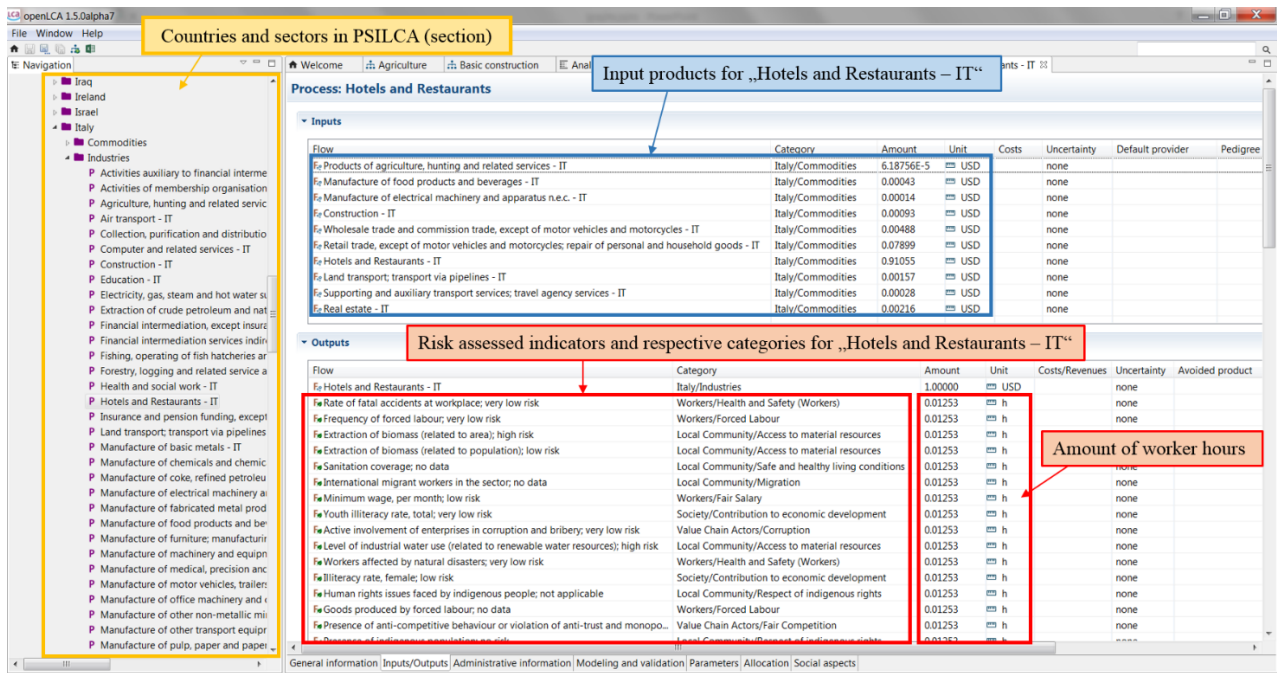 openLCA 1.5.0alpha7
File Window Help
Countries and sectors in PSILCA (section)
Navigation
Iraq
Ireland
Israel
Italy
Commodities
Industries
P Activities auxiliary to financial interme
P Activities of membership organisation
P Agriculture, hunting and related servic
P Air transport - IT
P Collection, purification and distributio
P Computer and related services - IT
P Construction - IT
P Education - IT
P Electricity, gas, steam and hot water su
P Extraction of crude petroleum and nat
P Financial intermediation, except insura
P Financial intermediation services indir
P Fishing, operating of fish hatcheries ar
P Forestry, logging and related service a
P Health and social work - IT
P Hotels and Restaurants - IT
P Insurance and pension funding, except
P Land transport; transport via pipelines
P Manufacture of basic metals - IT
P Manufacture of chemicals and chemic
P Manufacture of coke, refined petroleu
P Manufacture of electrical machinery a
P Manufacture of fabricated metal prod
P Manufacture of food products and be
P Manufacture of furniture; manufacturin
P Manufacture of machinery and equipn
P Manufacture of medical, precision anc
P Manufacture of motor vehicles, trailers
P Manufacture of office machinery and
P Manufacture of other non-metallic mi
P Manufacture of other transport equipr
P Manufacture of pulp, paper and paper
Welcome Agriculture Basic construction Anal ants - IT
Input products for „Hotels and Restaurants – IT“
Process: Hotels and Restaurants
Inputs
Flow Category Amount Unit Costs Uncertainty Default provider Pedigree
Products of agriculture, hunting and related services - IT Italy/Commodities 6.18756E-5 USD none
Manufacture of food products and beverages - IT Italy/Commodities 0.00043 USD none
Manufacture of electrical machinery and apparatus n.e.c. - IT Italy/Commodities 0.00014 USD none
Construction - IT Italy/Commodities 0.00093 USD none
Wholesale trade and commission trade, except of motor vehicles and motorcycles - IT Italy/Commodities 0.00488 USD none
Retail trade, except of motor vehicles and motorcycles; repair of personal and household goods - IT Italy/Commodities 0.07899 USD none
Hotels and Restaurants - IT Italy/Commodities 0.91055 USD none
Land transport; transport via pipelines - IT Italy/Commodities 0.00157 USD none
Supporting and auxiliary transport services; travel agency services - IT Italy/Commodities 0.00028 USD none
Real estate - IT Italy/Commodities 0.00216 USD none
Risk assessed indicators and respective categories for „Hotels and Restaurants – IT“
Outputs
Flow Category Amount Unit Costs/Revenues Uncertainty Avoided product
Hotels and Restaurants - IT Italy/Industries 1.00000 USD none
Rate of fatal accidents at workplace; very low risk Workers/Health and Safety (Workers) 0.01253 h none
Frequency of forced labour; very low risk Workers/Forced Labour 0.01253 h none
Extraction of biomass (related to area); high risk Local Community/Access to material resources 0.01253 h
Extraction of biomass (related to population); low risk Local Community/Access to material resources 0.01253 h
Amount of worker hours
Sanitation coverage; no data Local Community/Safe and healthy living conditions 0.01253 h none
International migrant workers in the sector; no data Local Community/Migration 0.01253 h none
Minimum wage, per month; low risk Workers/Fair Salary 0.01253 h none
Youth illiteracy rate, total; very low risk Society/Contribution to economic development 0.01253 h none
Active involvement of enterprises in corruption and bribery; very low risk Value Chain Actors/Corruption 0.01253 h none
Level of industrial water use (related to renewable water resources); high risk Local Community/Access to material resources 0.01253 h none
Workers affected by natural disasters; very low risk Workers/Health and Safety (Workers) 0.01253 h none
Illiteracy rate, female; low risk Society/Contribution to economic development 0.01253 h none
Human rights issues faced by indigenous people; not applicable Local Community/Respect of indigenous rights 0.01253 h none
Goods produced by forced labour; no data Workers/Forced Labour 0.01253 h none
Presence of anti-competitive behaviour or violation of anti-trust and monopo... Value Chain Actors/Fair Competition 0.01253 h none
Presence of indigenous population; no risk Local Community/Respect of indigenous rights 0.01253 h none
General information Inputs/Outputs Administrative information Modeling and validation Parameters Allocation Social aspects